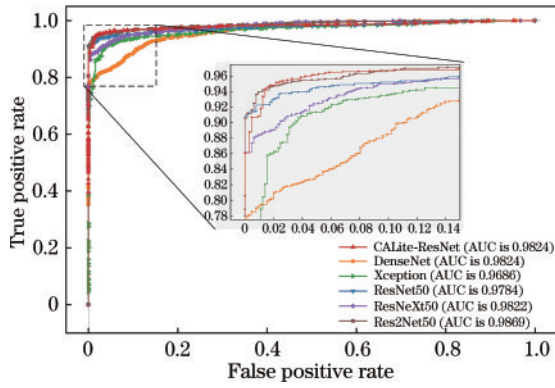 1.0
0.8
0.6
0.4
0.2
0
True positive rate
0 0.2 0.4 0.6 0.8 1.0
False positive rate
0.96
0.94
0.92
0.90
0.88
0.86
0.84
0.82
0.80
0.78
0 0.02 0.04 0.06 0.08 0.10 0.12 0.14
CALite-ResNet (AUC is 0.9824)
DenseNet (AUC is 0.9824)
Xception (AUC is 0.9686)
ResNet50 (AUC is 0.9784)
ResNeXt50 (AUC is 0.9822)
Res2Net50 (AUC is 0.9869)